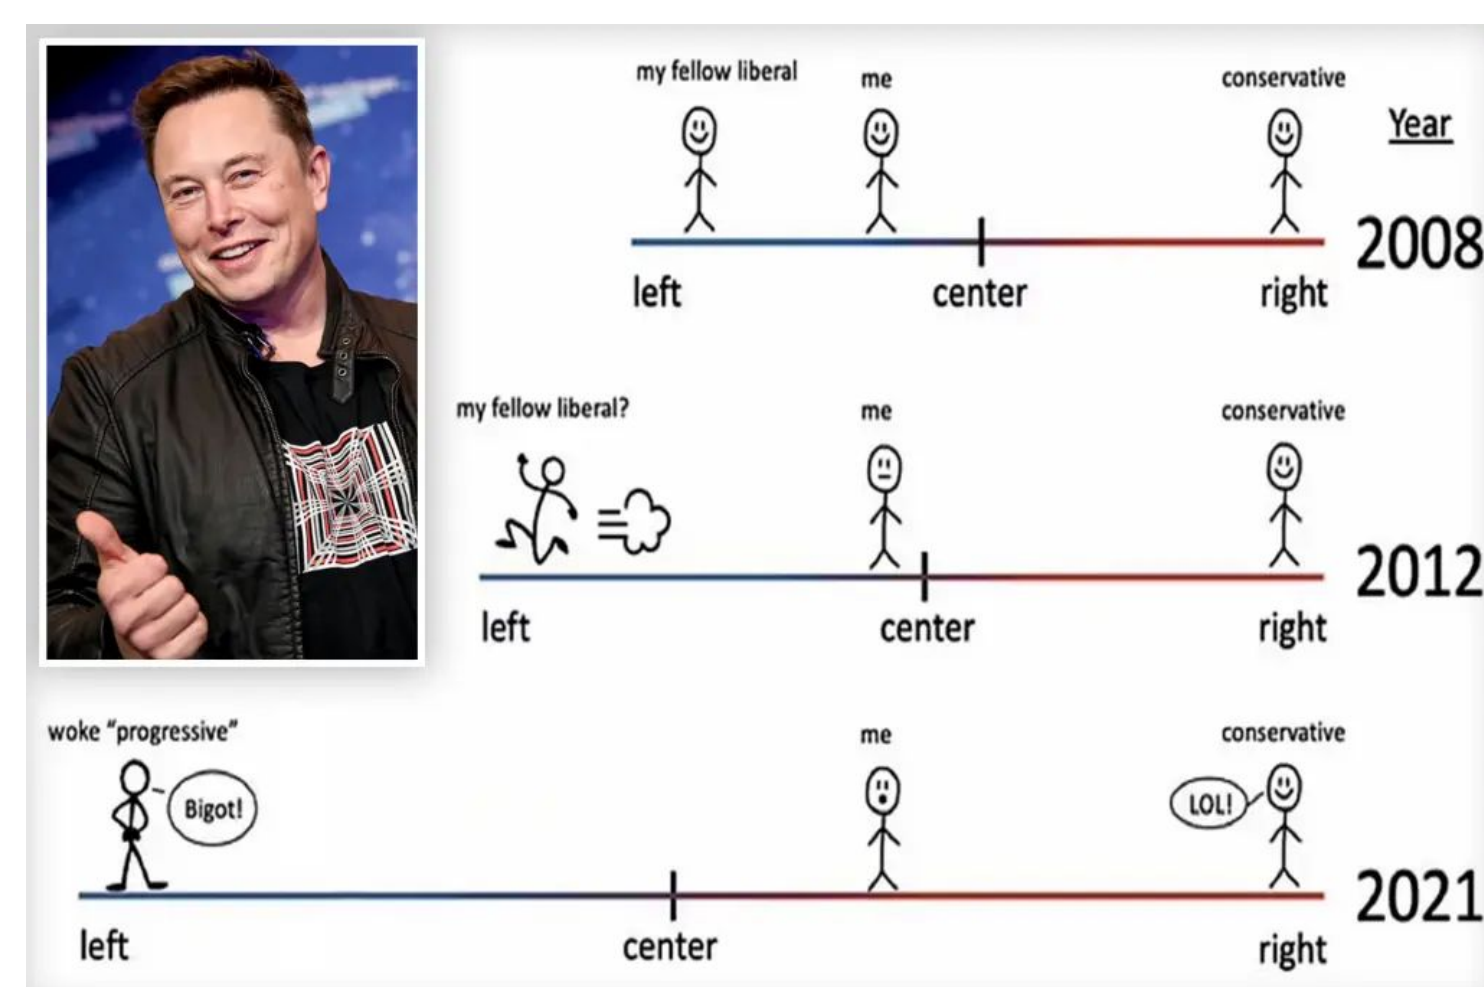 my fellow liberal me conservative
Year
2008
left center right
my fellow liberal? me conservative
2012
left center right
woke “progressive” me conservative
Bigot! LOL!
2021
left center right